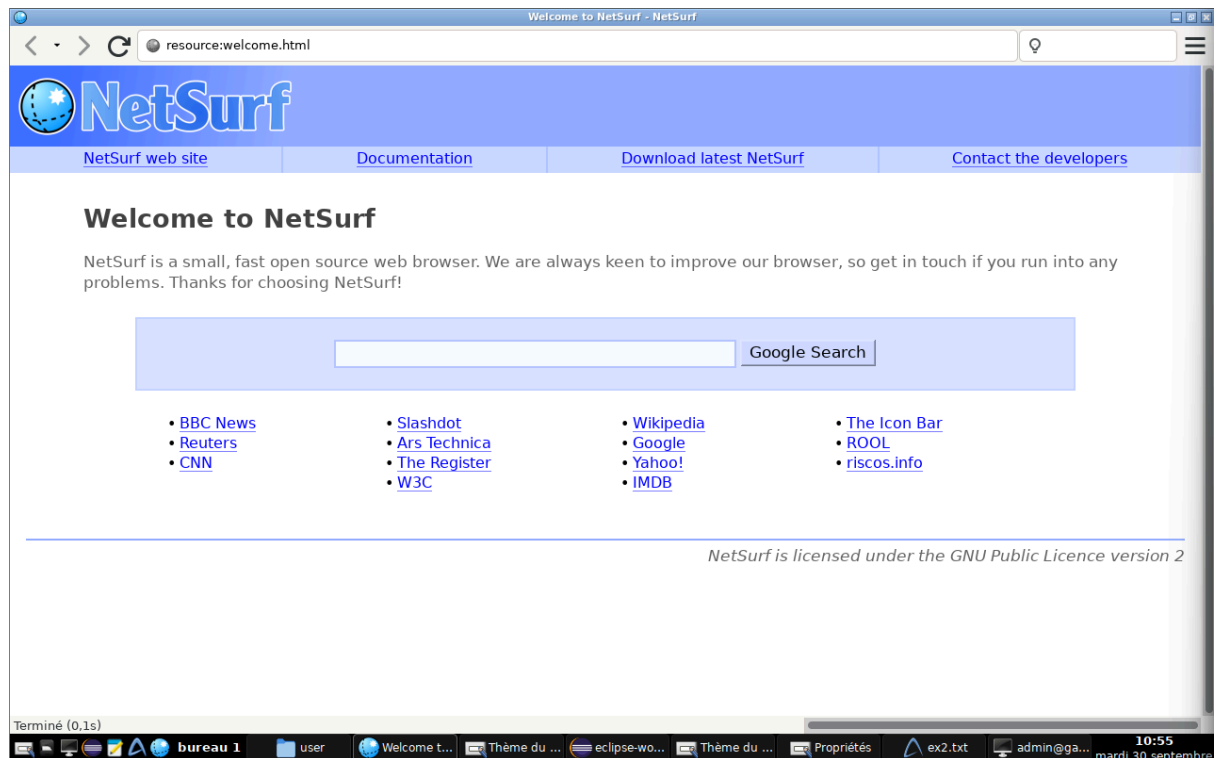 Welcome to NetSurf - NetSurf
resource:welcome.html
NetSurf
NetSurf web site Documentation Download latest NetSurf Contact the developers
Welcome to NetSurf
NetSurf is a small, fast open source web browser. We are always keen to improve our browser, so get in touch if you run into any
problems. Thanks for choosing NetSurf!
Google Search
• BBC News • Slashdot • Wikipedia • The Icon Bar
• Reuters • Ars Technica • Google • ROOL
• CNN • The Register • Yahoo! • riscos.info
• W3C • IMDB
NetSurf is licensed under the GNU Public Licence version 2
Terminé (0,1s)
bureau 1 user Welcome t... Thème du ... eclipse-wo... Thème du ... Propriétés ex2.txt admin@ga... 10:55
mardi 30 septembre